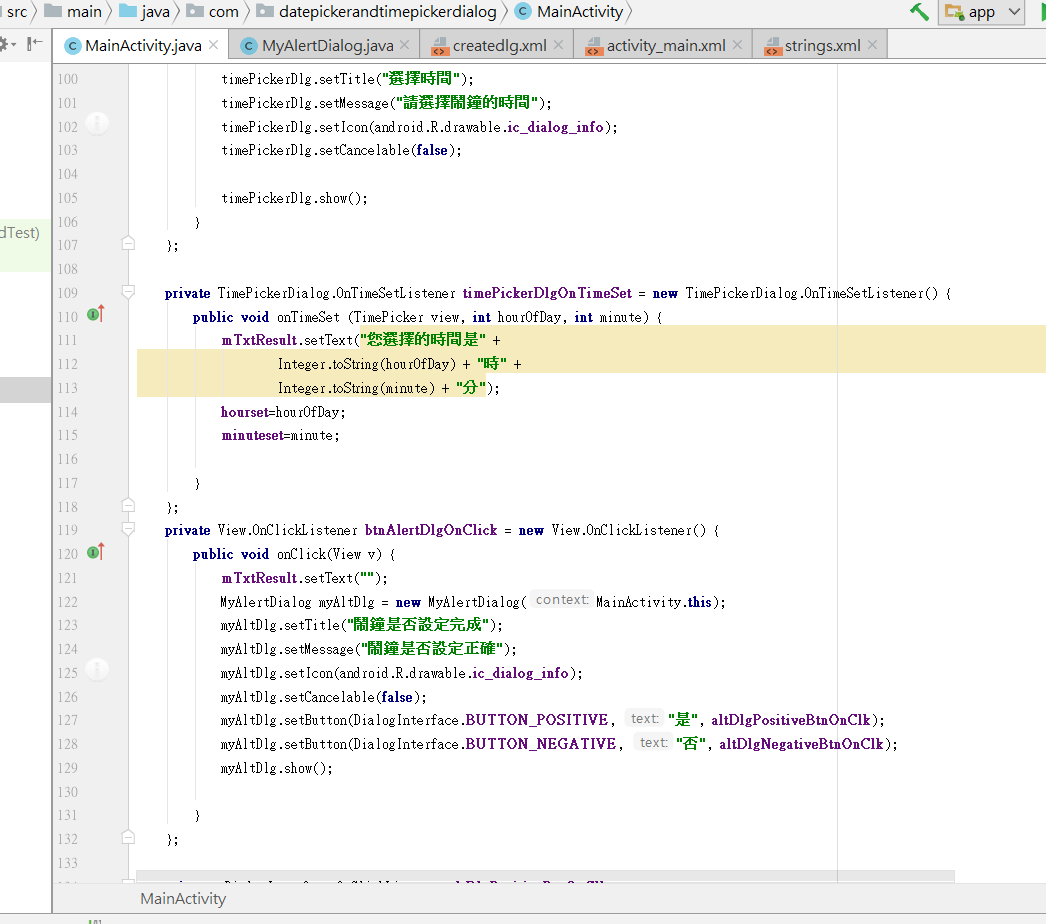 src main java com datepickerandtimepickerdialog MainActivity app
MainActivity.java MyAlertDialog.java createdlg.xml activity_main.xml strings.xml
dTest)
100 timePickerDlg.setTitle("選擇時間");
101 timePickerDlg.setMessage("請選擇鬧鐘的時間");
102 timePickerDlg.setIcon(android.R.drawable.ic_dialog_info);
103 timePickerDlg.setCancelable(false);
104
105 timePickerDlg.show();
106 }
107 };
108
109 private TimePickerDialog.OnTimeSetListener timePickerDlgOnTimeSet = new TimePickerDialog.OnTimeSetListener() {
110 public void onTimeSet (TimePicker view, int hourOfDay, int minute) {
111 mTxtResult.setText("您選擇的時間是" +
112 Integer.toString(hourOfDay) + "時" +
113 Integer.toString(minute) + "分");
114 hourset=hourOfDay;
115 minuteset=minute;
116
117 }
118 };
119 private View.OnClickListener btnAlertDlgOnClick = new View.OnClickListener() {
120 public void onClick(View v) {
121 mTxtResult.setText("");
122 MyAlertDialog myAltDlg = new MyAlertDialog( context: MainActivity.this);
123 myAltDlg.setTitle("鬧鐘是否設定完成");
124 myAltDlg.setMessage("鬧鐘是否設定正確");
125 myAltDlg.setIcon(android.R.drawable.ic_dialog_info);
126 myAltDlg.setCancelable(false);
127 myAltDlg.setButton(DialogInterface.BUTTON_POSITIVE, text: "是", altDlgPositiveBtnOnClk);
128 myAltDlg.setButton(DialogInterface.BUTTON_NEGATIVE, text: "否", altDlgNegativeBtnOnClk);
129 myAltDlg.show();
130
131 }
132 };
133
MainActivity